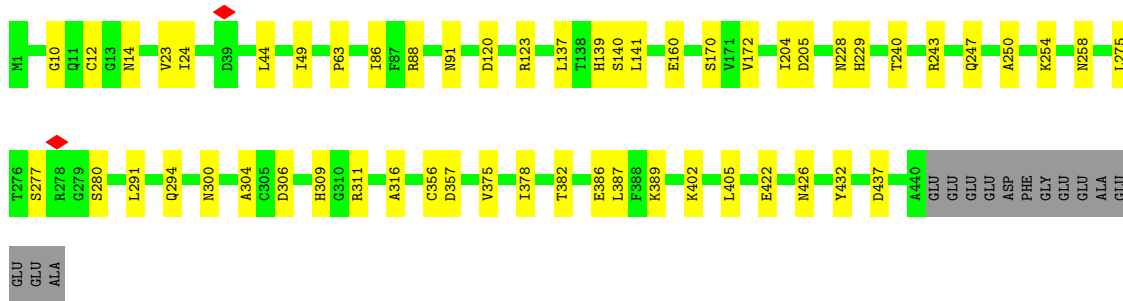 M1 G10 Q11 C12 G13 N14 V23 I24 D39 L44 I49 P63 I86 F87 R88 N91 D120 R123 L137 T138 H139 S140 L141 E160 S170 V171 V172 I204 D205 N228 H229 T240 R243 Q247 A250 K254 N258 L275
T276 S277 R278 G279 S280 L291 Q294 N300 A304 C305 D306 H309 G310 R311 A316 C356 D357 V375 I378 T382 E386 L387 F388 K389 K402 L405 E422 N426 Y432 D437 A440 GLU GLU GLU GLU ASP PHE GLY GLU GLU ALA GLU
GLU GLU ALA